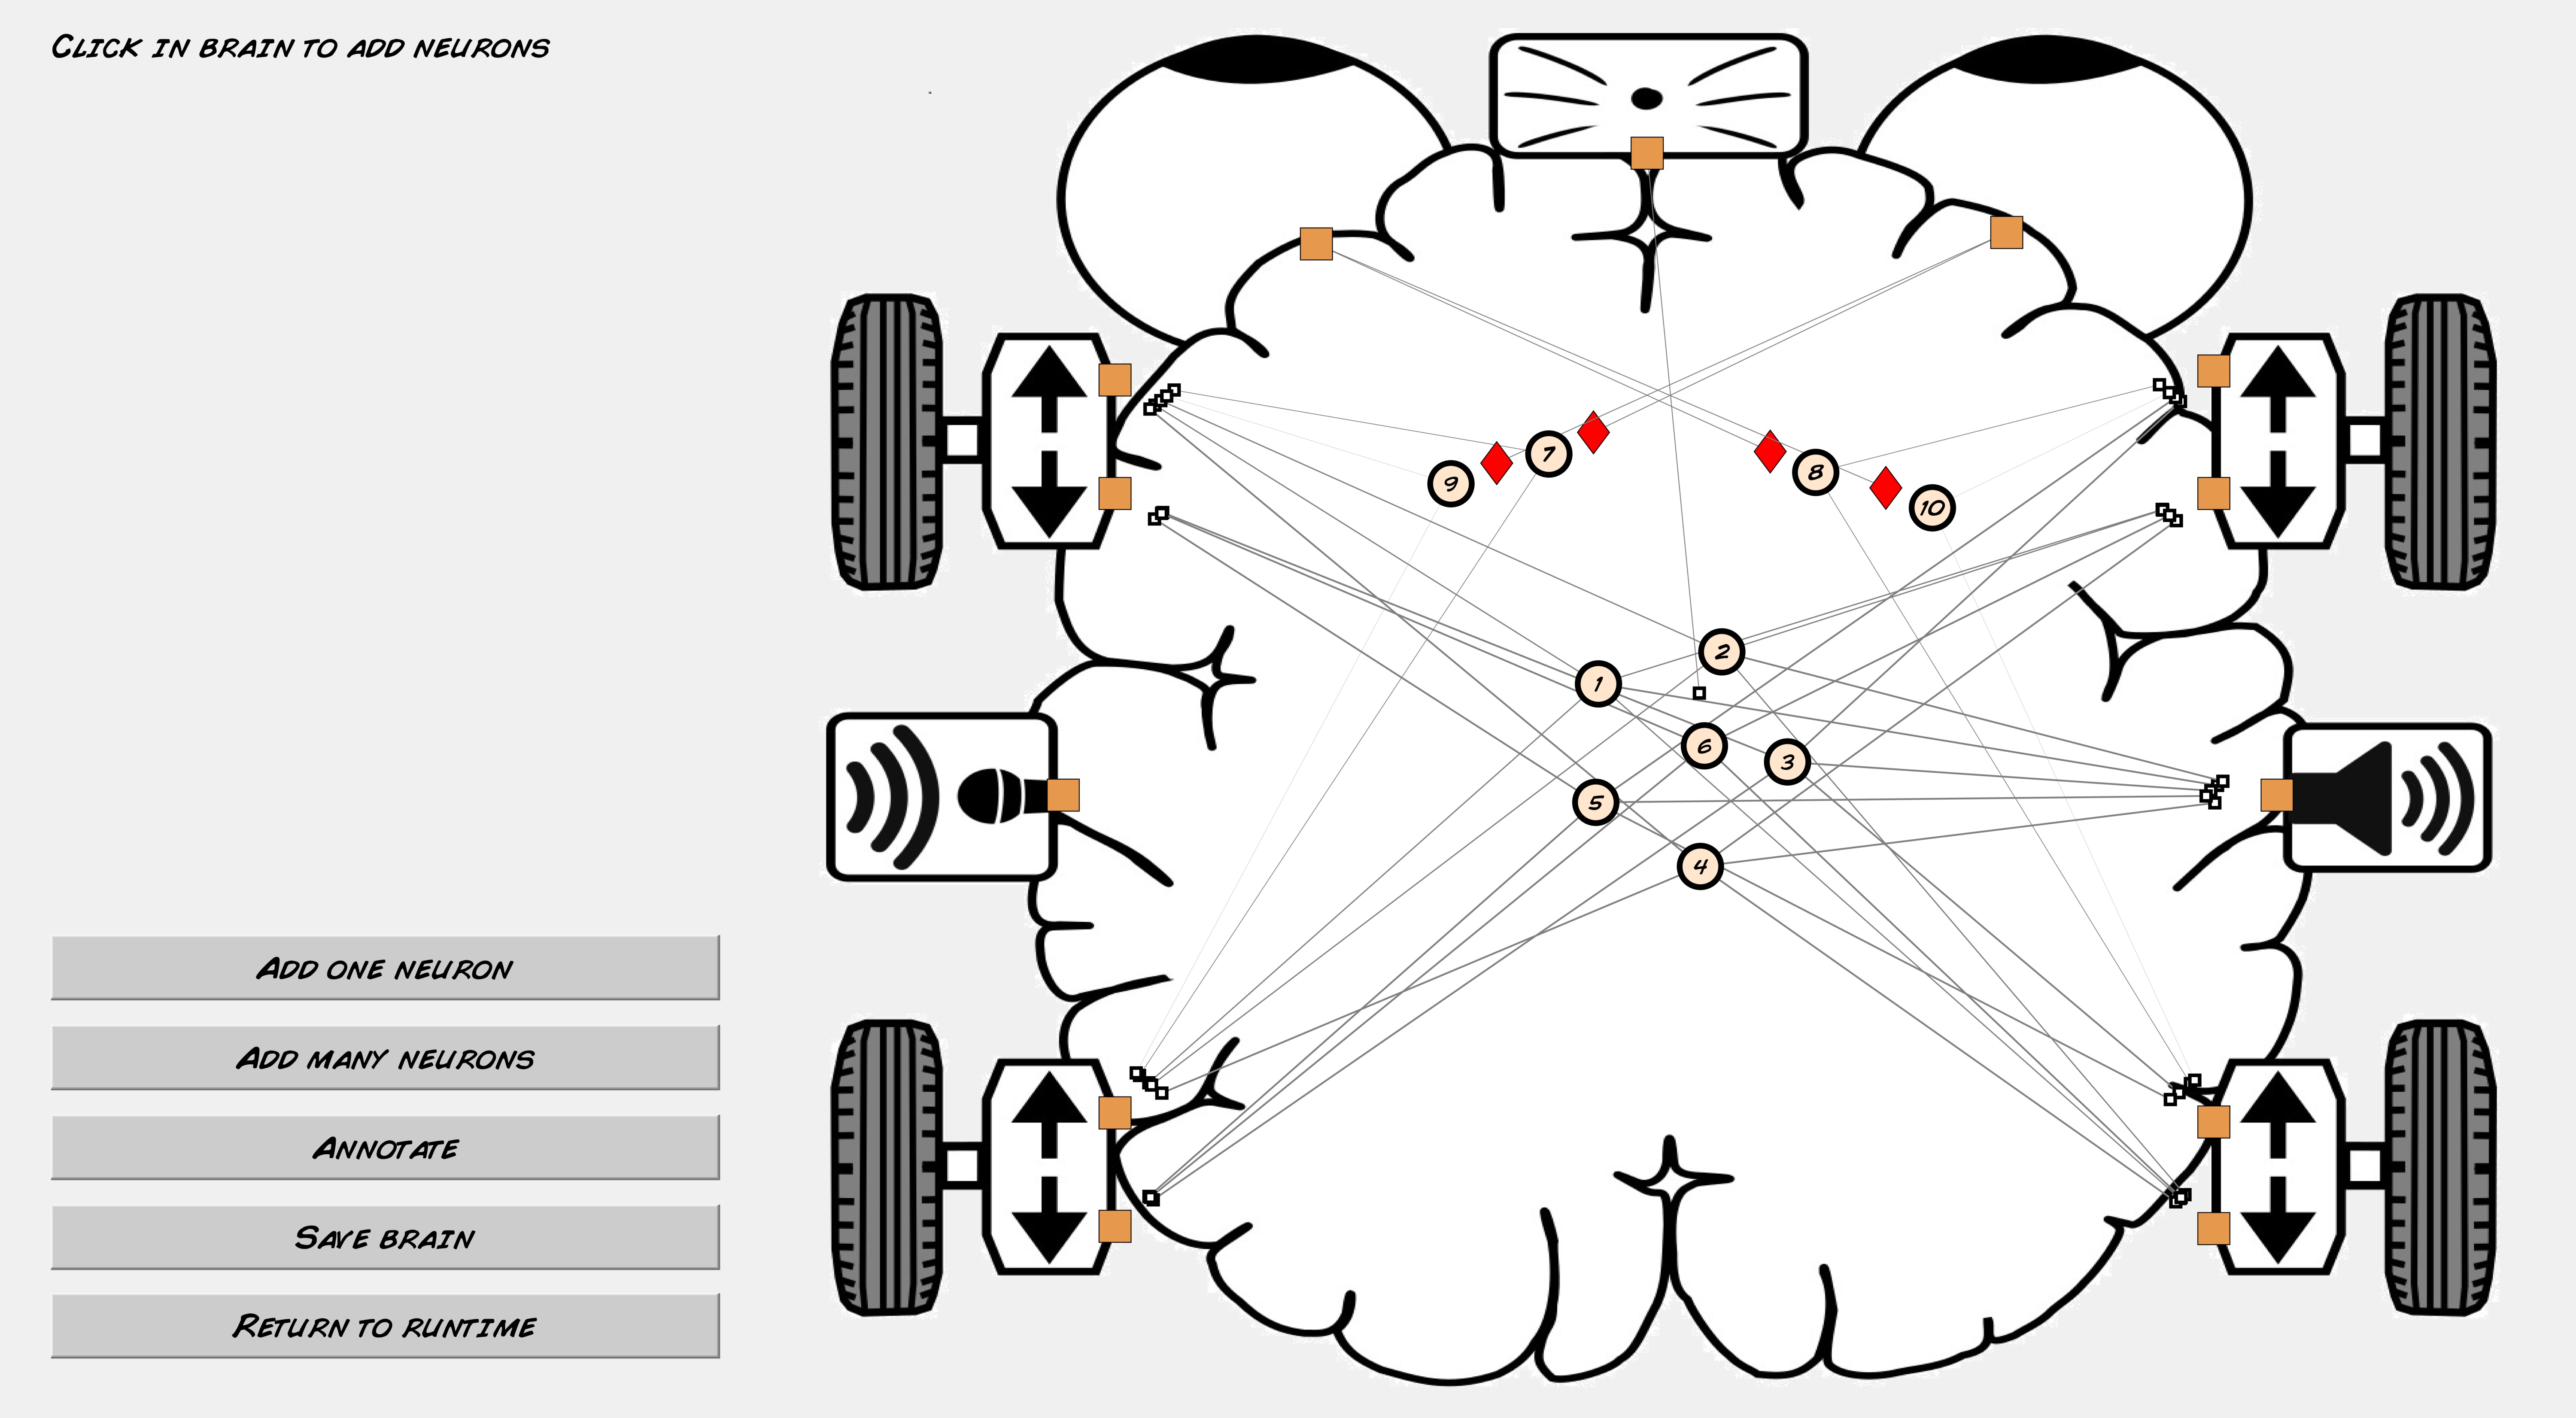 Click in brain to add neurons
9
7
8
10
2
1
6
3
5
4
Add one neuron
Add many neurons
Annotate
Save brain
Return to runtime